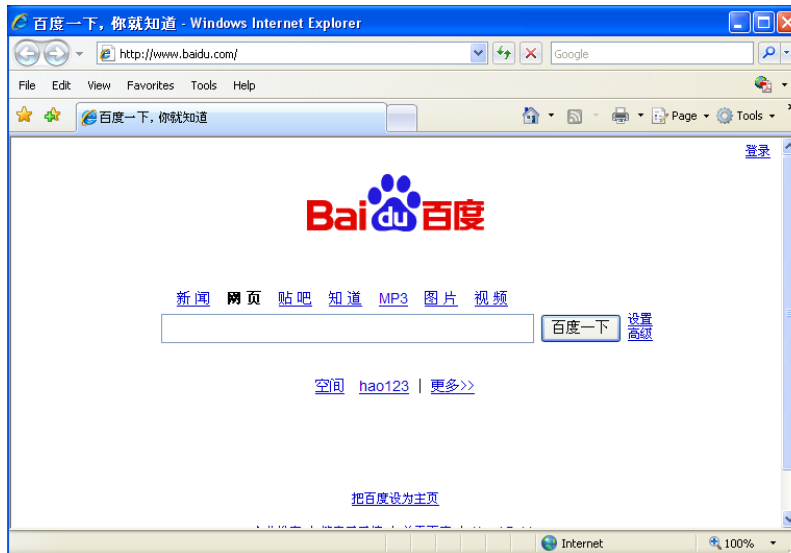 百度一下，你就知道 - Windows Internet Explorer
http://www.baidu.com/
Google
File Edit View Favorites Tools Help
百度一下，你就知道
Page Tools
登录
Bai du 百度
新闻 网页 贴吧 知道 MP3 图片 视频
百度一下 设置
高级
空间 hao123 | 更多>>
把百度设为主页
Internet 100%